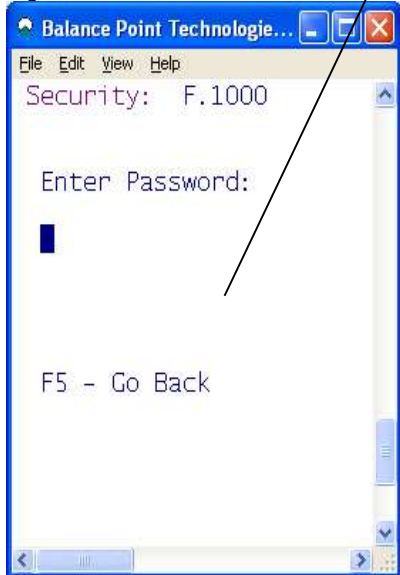 Balance Point Technologie...
File Edit View Help
Security: F.1000
Enter Password:
F5 - Go Back